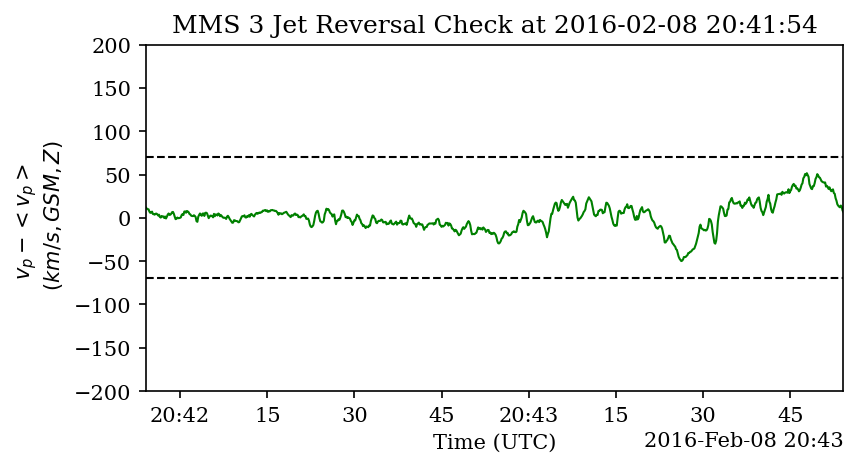 MMS 3 Jet Reversal Check at 2016-02-08 20:41:54
v_p − < v_p >
(km/s, GSM, Z)
200
150
100
50
0
−50
−100
−150
−200
20:42 15 30 45 20:43 15 30 45
Time (UTC)
2016-Feb-08 20:43